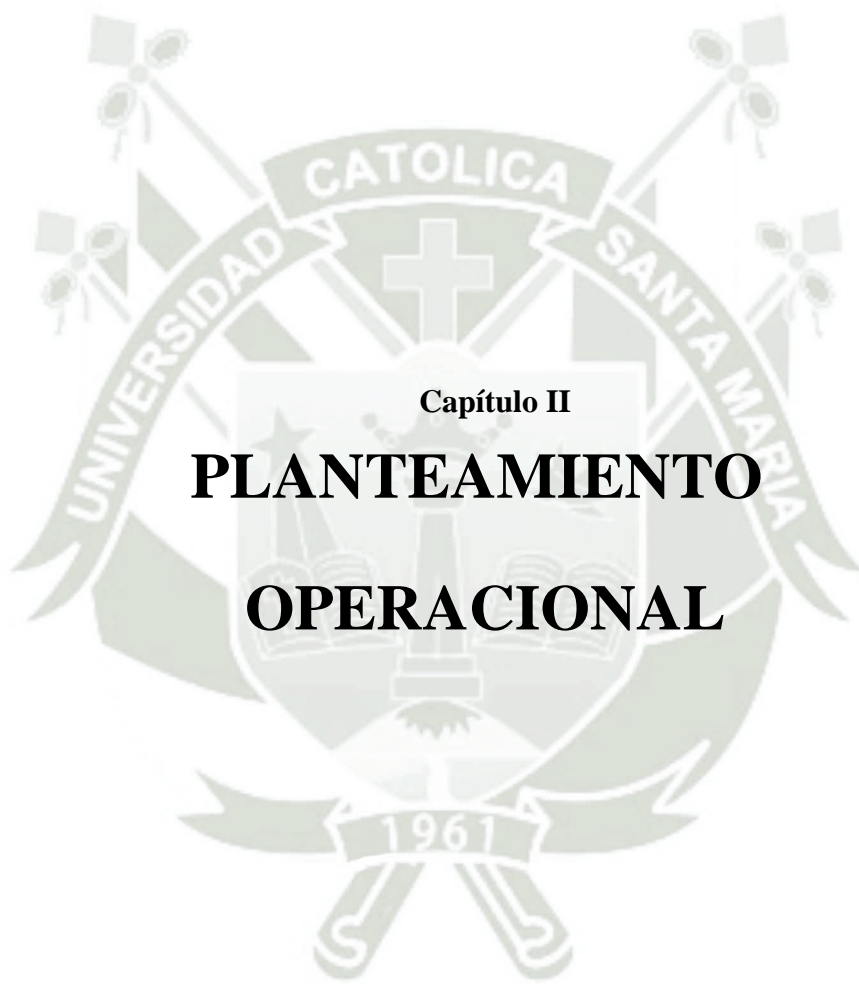 CATOLICA
UNIVERSIDAD
SANTA MARIA
Capítulo II
PLANTEAMIENTO
OPERACIONAL
1961